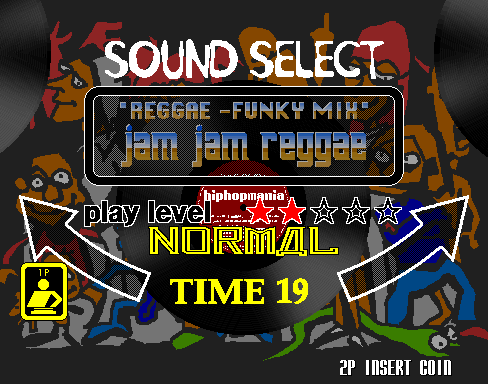 SOUND SELECT
"REGGAE -FUNKY MIX"
jam jam reggae
hiphopmania
play level
NORMAL
TIME 19
1P
2P INSERT COIN